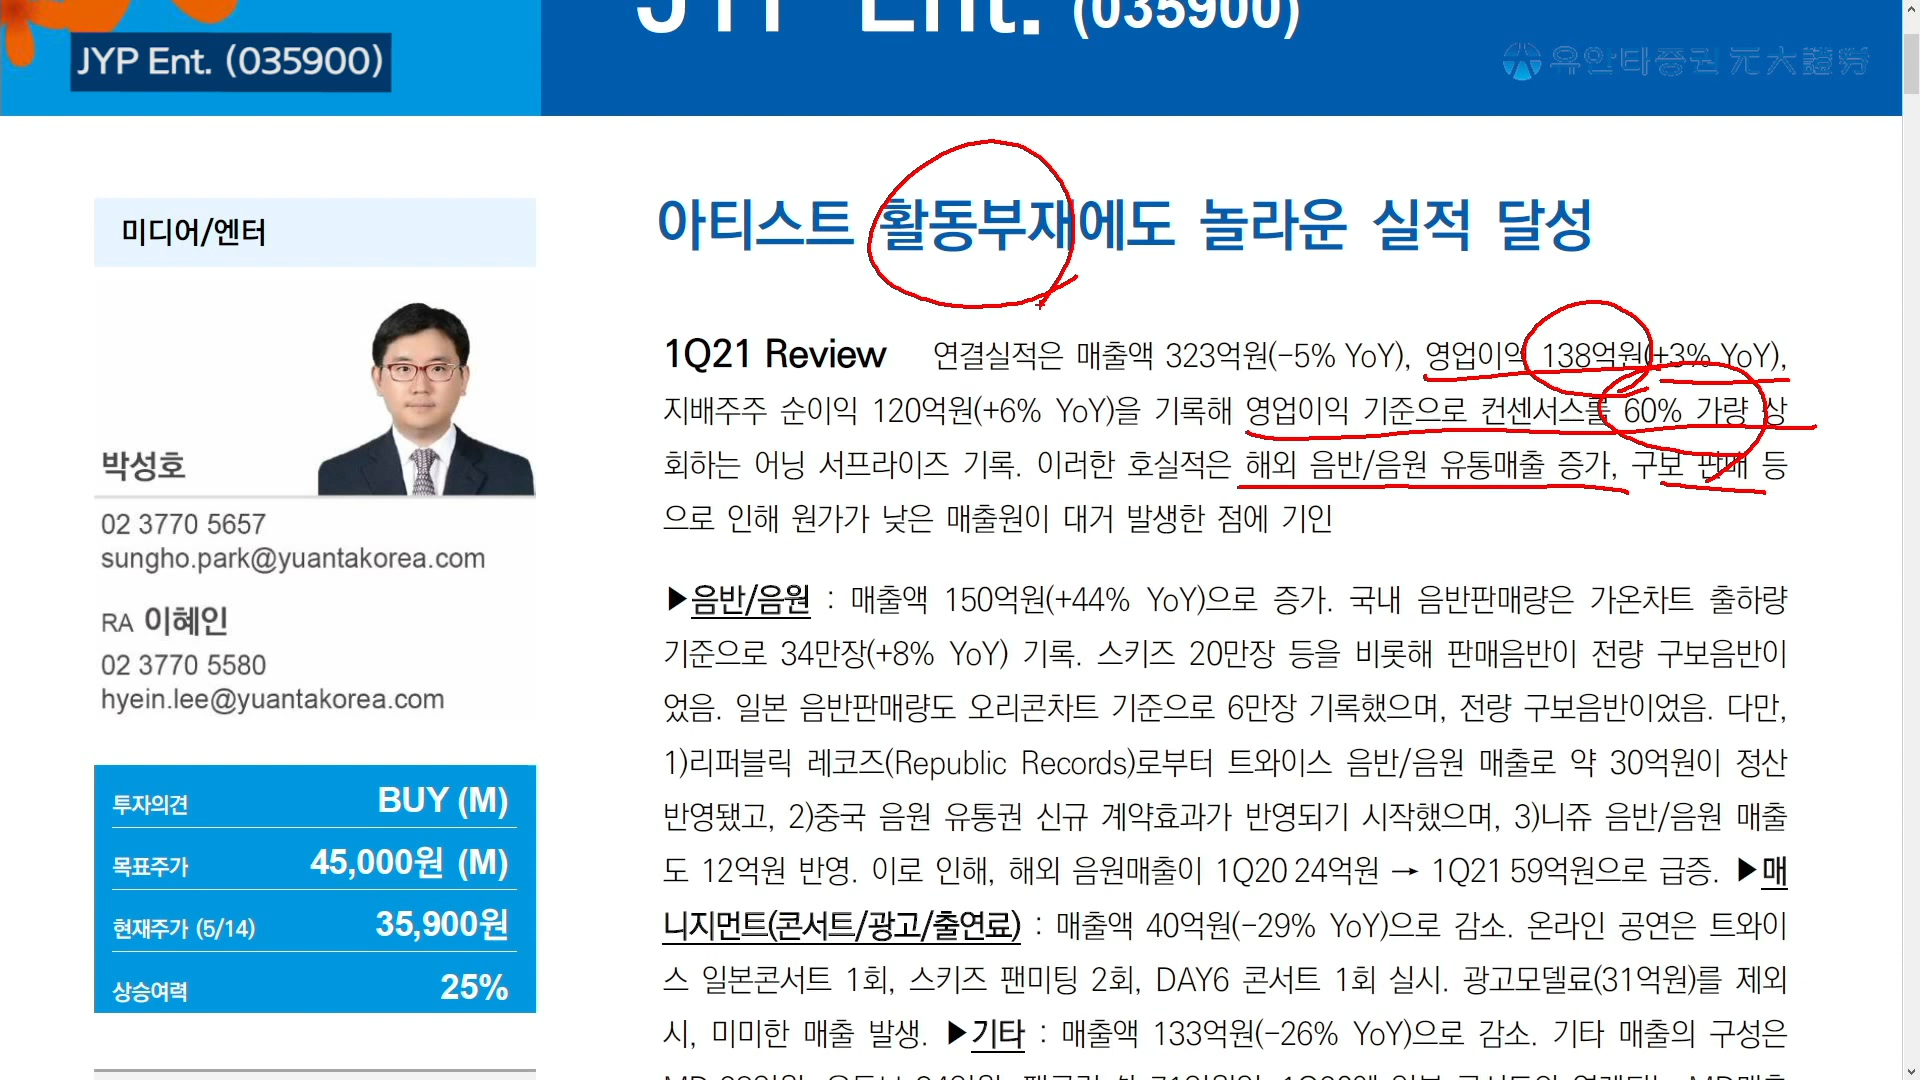 JYP Ent. (035900)
JYP Ent. (035900)
유안타증권 元大證券
미디어/엔터
박성호
02 3770 5657
sungho.park@yuantakorea.com
RA 이혜인
02 3770 5580
hyein.lee@yuantakorea.com
투자의견 BUY (M)
목표주가 45,000원 (M)
현재주가 (5/14) 35,900원
상승여력 25%
아티스트 활동부재에도 놀라운 실적 달성
1Q21 Review 연결실적은 매출액 323억원(-5% YoY), 영업이익 138억원(+3% YoY),
지배주주 순이익 120억원(+6% YoY)을 기록해 영업이익 기준으로 컨센서스를 60% 가량 상
회하는 어닝 서프라이즈 기록. 이러한 호실적은 해외 음반/음원 유통매출 증가, 구보 판매 등
으로 인해 원가가 낮은 매출원이 대거 발생한 점에 기인
▶음반/음원 : 매출액 150억원(+44% YoY)으로 증가. 국내 음반판매량은 가온차트 출하량
기준으로 34만장(+8% YoY) 기록. 스키즈 20만장 등을 비롯해 판매음반이 전량 구보음반이
었음. 일본 음반판매량도 오리콘차트 기준으로 6만장 기록했으며, 전량 구보음반이었음. 다만,
1)리퍼블릭 레코즈(Republic Records)로부터 트와이스 음반/음원 매출로 약 30억원이 정산
반영됐고, 2)중국 음원 유통권 신규 계약효과가 반영되기 시작했으며, 3)니쥬 음반/음원 매출
도 12억원 반영. 이로 인해, 해외 음원매출이 1Q20 24억원 → 1Q21 59억원으로 급증. ▶매
니지먼트(콘서트/광고/출연료) : 매출액 40억원(-29% YoY)으로 감소. 온라인 공연은 트와이
스 일본콘서트 1회, 스키즈 팬미팅 2회, DAY6 콘서트 1회 실시. 광고모델료(31억원)를 제외
시, 미미한 매출 발생. ▶기타 : 매출액 133억원(-26% YoY)으로 감소. 기타 매출의 구성은